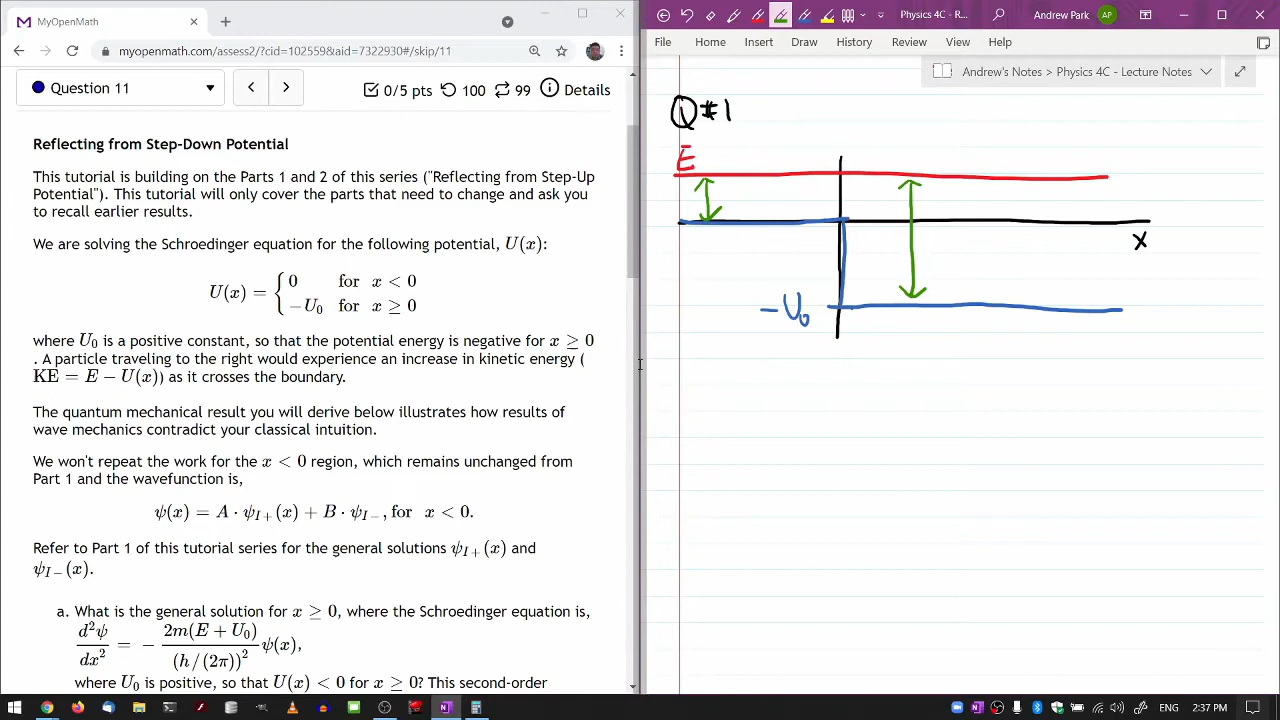 MyOpenMath
myopenmath.com/assess2/?cid=102559&aid=7322930#/skip/11
Question 11
0/5 pts 100 99 Details
Reflecting from Step-Down Potential
This tutorial is building on the Parts 1 and 2 of this series ("Reflecting from Step-Up
Potential"). This tutorial will only cover the parts that need to change and ask you
to recall earlier results.
We are solving the Schroedinger equation for the following potential, U(x):
U(x) = { 0 for x < 0
−U₀ for x ≥ 0
where U₀ is a positive constant, so that the potential energy is negative for x ≥ 0
. A particle traveling to the right would experience an increase in kinetic energy (
KE = E − U(x)) as it crosses the boundary.
The quantum mechanical result you will derive below illustrates how results of
wave mechanics contradict your classical intuition.
We won't repeat the work for the x < 0 region, which remains unchanged from
Part 1 and the wavefunction is,
ψ(x) = A · ψI+(x) + B · ψI−, for x < 0.
Refer to Part 1 of this tutorial series for the general solutions ψI+(x) and
ψI−(x).
a. What is the general solution for x ≥ 0, where the Schroedinger equation is,
d²ψ/dx² = − 2m(E + U₀)/(h/(2π))² ψ(x),
where U₀ is positive, so that U(x) < 0 for x ≥ 0? This second-order
Physics 4C - R...
Andrew Park
AP
File Home Insert Draw History Review View Help
Andrew's Notes > Physics 4C - Lecture Notes
Q#1
E
x
−U₀
2:37 PM